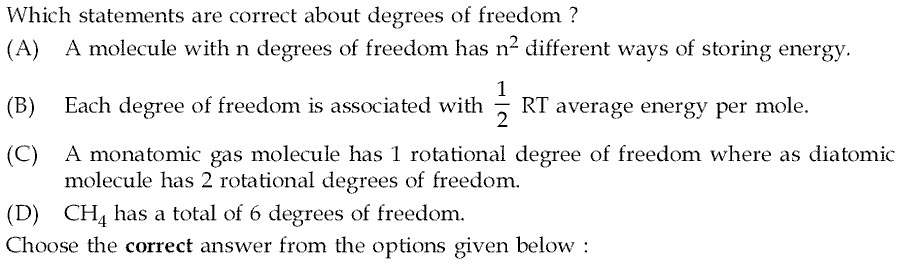 Which statements are correct about degrees of freedom ?
(A) A molecule with n degrees of freedom has n² different ways of storing energy.
(B) Each degree of freedom is associated with 1/2 RT average energy per mole.
(C) A monatomic gas molecule has 1 rotational degree of freedom where as diatomic
molecule has 2 rotational degrees of freedom.
(D) CH₄ has a total of 6 degrees of freedom.
Choose the correct answer from the options given below :